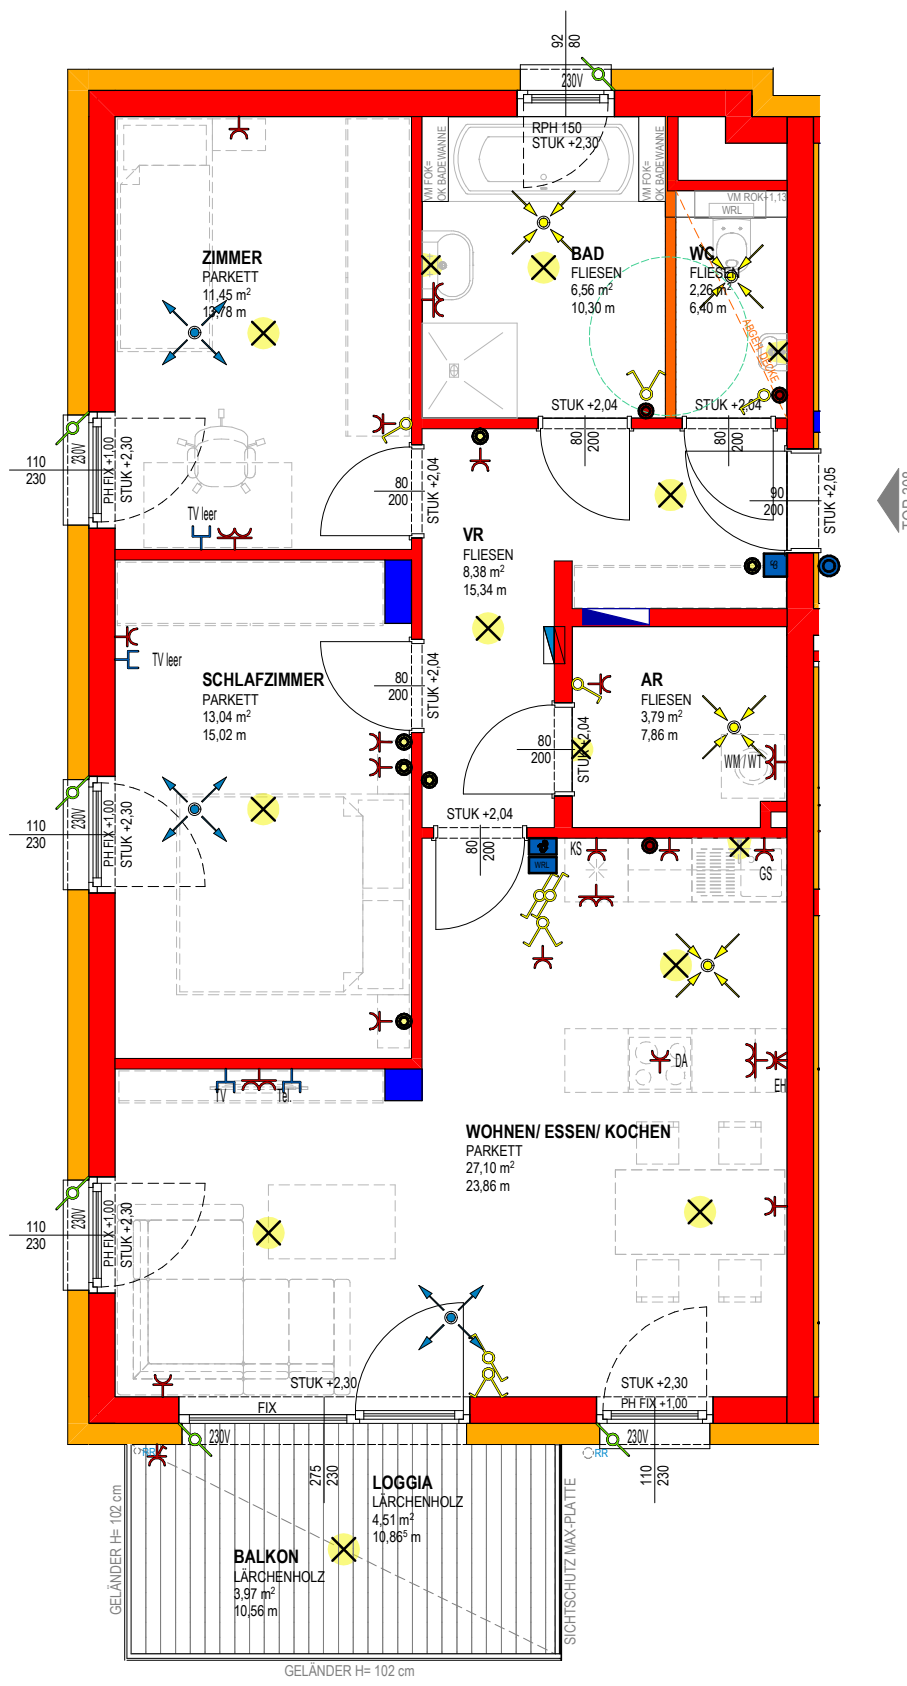 92
80
230V
RPH 150
STUK +2,30
VM FOK=
OK BADEWANNE
VM FOK=
OK BADEWANNE
VM ROK+1,13
WRL
ZIMMER
PARKETT
11,45 m²
13,78 m
BAD
FLIESEN
6,56 m²
10,30 m
WC
FLIESEN
2,26 m²
6,40 m
ABGEH. DECKE
STUK +2,04
80
200
STUK +2,04
80
200
110
230
230V
PH FIX +1,00
STUK +2,30
80
200
STUK +2,04
90
200
STUK +2,05
TOP 208
TV leer
VR
FLIESEN
8,38 m²
15,34 m
TV leer
SCHLAFZIMMER
PARKETT
13,04 m²
15,02 m
80
200
STUK +2,04
AR
FLIESEN
3,79 m²
7,86 m
80
200
STUK +2,04
WM / WT
110
230
230V
PH FIX +1,00
STUK +2,30
STUK +2,04
80
200
WRL
KS
GS
DA
EH
TV
Tel.
WOHNEN/ ESSEN/ KOCHEN
PARKETT
27,10 m²
23,86 m
110
230
230V
PH FIX +1,00
STUK +2,30
STUK +2,30
FIX
STUK +2,30
PH FIX +1,00
230V
230V
RR
RR
275
230
110
230
LOGGIA
LÄRCHENHOLZ
4,51 m²
10,86⁵ m
BALKON
LÄRCHENHOLZ
3,97 m²
10,56 m
GELÄNDER H= 102 cm
SICHTSCHUTZ MAX-PLATTE
GELÄNDER H= 102 cm